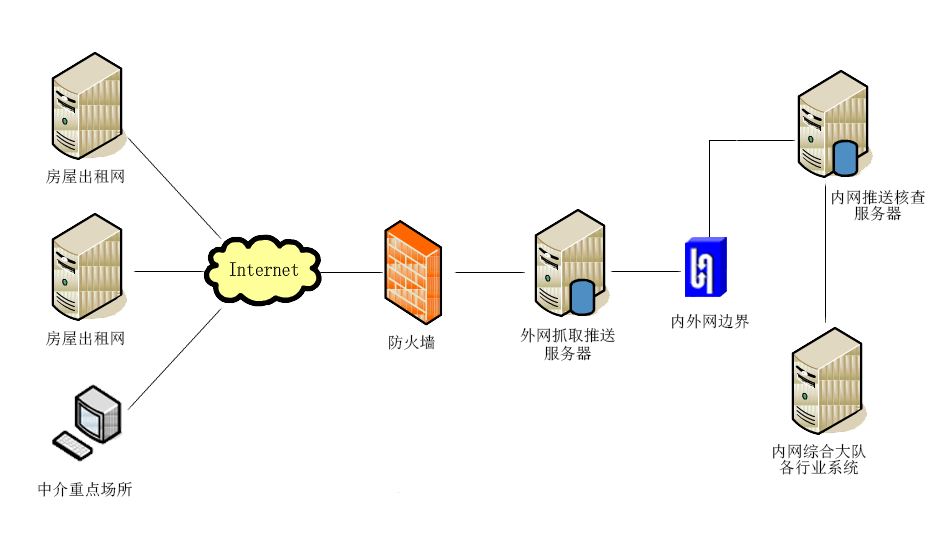 房屋出租网
房屋出租网
中介重点场所
Internet
防火墙
外网抓取推送
服务器
内外网边界
内网推送核查
服务器
内网综合大队
各行业系统